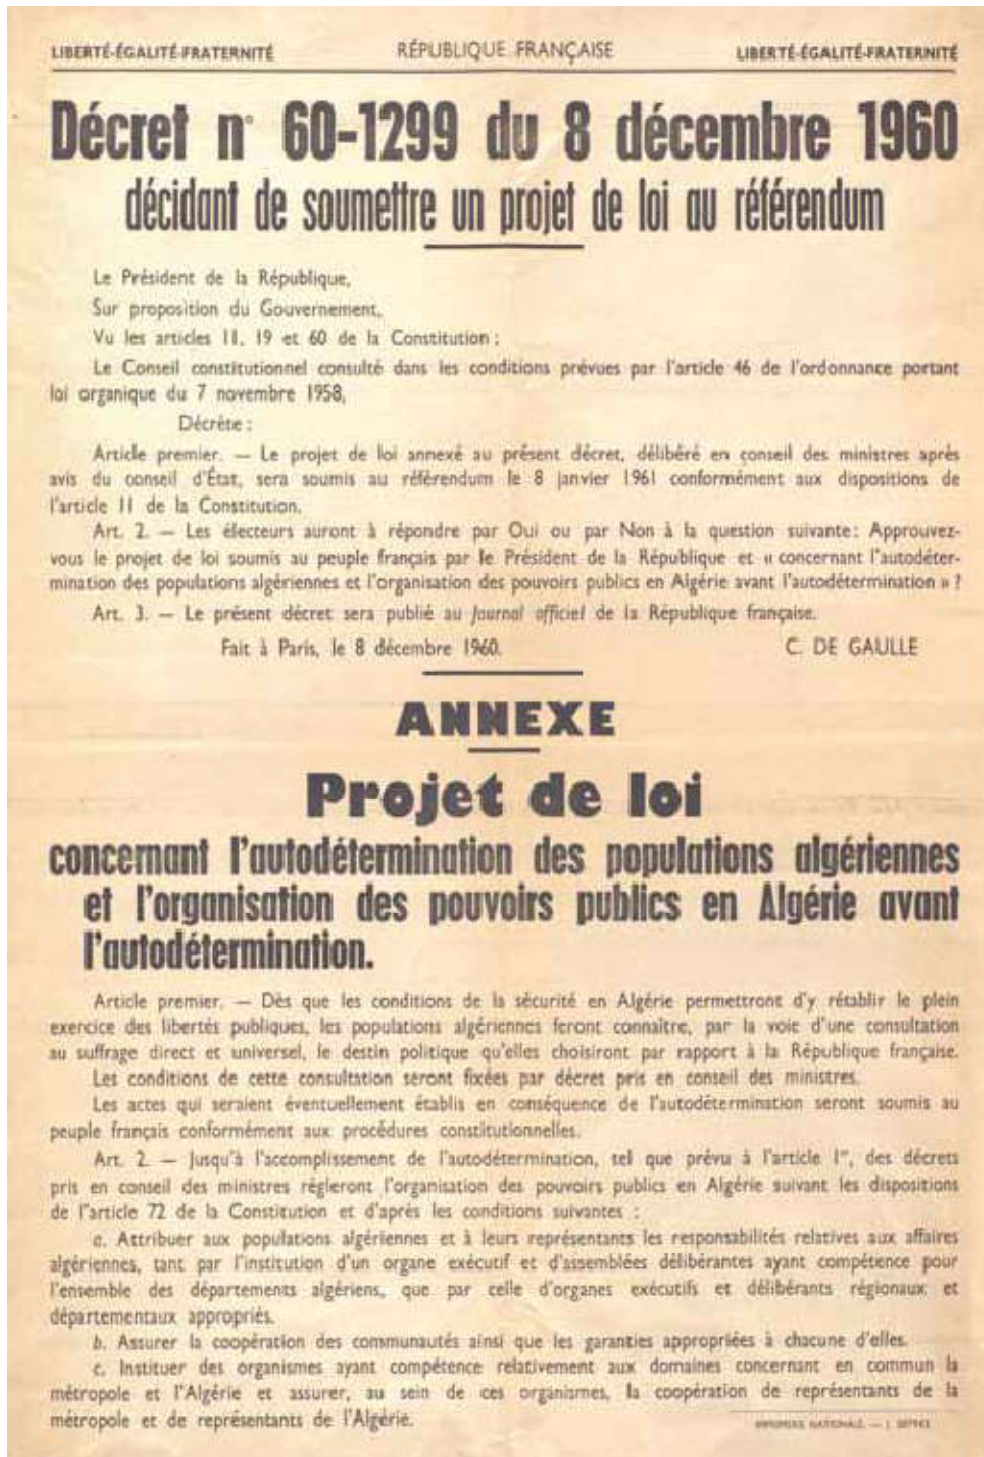 LIBERTÉ-ÉGALITÉ-FRATERNITÉ RÉPUBLIQUE FRANÇAISE LIBERTÉ-ÉGALITÉ-FRATERNITÉ
Décret n° 60-1299 du 8 décembre 1960
décidant de soumettre un projet de loi au référendum
Le Président de la République,
Sur proposition du Gouvernement,
Vu les articles 11, 19 et 60 de la Constitution ;
Le Conseil constitutionnel consulté dans les conditions prévues par l'article 46 de l'ordonnance portant
loi organique du 7 novembre 1958,
Décrète :
Article premier. — Le projet de loi annexé au présent décret, délibéré en conseil des ministres après
avis du conseil d'État, sera soumis au référendum le 8 janvier 1961 conformément aux dispositions de
l'article 11 de la Constitution.
Art. 2. — Les électeurs auront à répondre par Oui ou par Non à la question suivante : Approuvez-
vous le projet de loi soumis au peuple français par le Président de la République et « concernant l'autodéter-
mination des populations algériennes et l'organisation des pouvoirs publics en Algérie avant l'autodétermination » ?
Art. 3. — Le présent décret sera publié au Journal officiel de la République française.
Fait à Paris, le 8 décembre 1960. C. DE GAULLE
ANNEXE
Projet de loi
concernant l'autodétermination des populations algériennes
et l'organisation des pouvoirs publics en Algérie avant
l'autodétermination.
Article premier. — Dès que les conditions de la sécurité en Algérie permettront d'y rétablir le plein
exercice des libertés publiques, les populations algériennes feront connaître, par la voie d'une consultation
au suffrage direct et universel, le destin politique qu'elles choisiront par rapport à la République française.
Les conditions de cette consultation seront fixées par décret pris en conseil des ministres.
Les actes qui seraient éventuellement établis en conséquence de l'autodétermination seront soumis au
peuple français conformément aux procédures constitutionnelles.
Art. 2. — Jusqu'à l'accomplissement de l'autodétermination, tel que prévu à l'article 1er, des décrets
pris en conseil des ministres règleront l'organisation des pouvoirs publics en Algérie suivant les dispositions
de l'article 72 de la Constitution et d'après les conditions suivantes :
a. Attribuer aux populations algériennes et à leurs représentants les responsabilités relatives aux affaires
algériennes, tant par l'institution d'un organe exécutif et d'assemblées délibérantes ayant compétence pour
l'ensemble des départements algériens, que par celle d'organes exécutifs et délibérants régionaux et
départementaux appropriés.
b. Assurer la coopération des communautés ainsi que les garanties appropriées à chacune d'elles.
c. Instituer des organismes ayant compétence relativement aux domaines concernant en commun la
métropole et l'Algérie et assurer, au sein de ces organismes, la coopération de représentants de la
métropole et de représentants de l'Algérie.
IMPRIMERIE NATIONALE. —